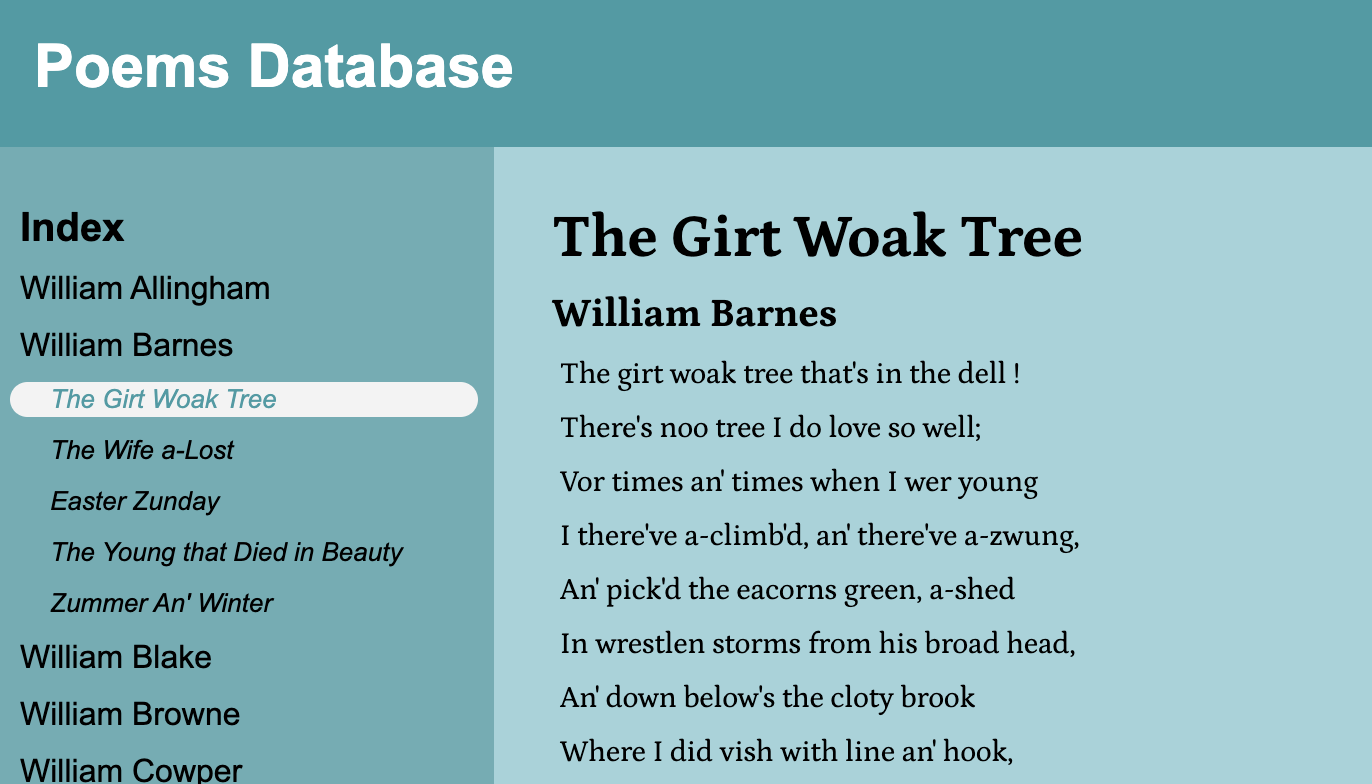 Poems Database
Index
William Allingham
William Barnes
The Girt Woak Tree
The Wife a-Lost
Easter Zunday
The Young that Died in Beauty
Zummer An' Winter
William Blake
William Browne
William Cowper
The Girt Woak Tree
William Barnes
The girt woak tree that's in the dell !
There's noo tree I do love so well;
Vor times an' times when I wer young
I there've a-climb'd, an' there've a-zwung,
An' pick'd the eacorns green, a-shed
In wrestlen storms from his broad head,
An' down below's the cloty brook
Where I did vish with line an' hook,